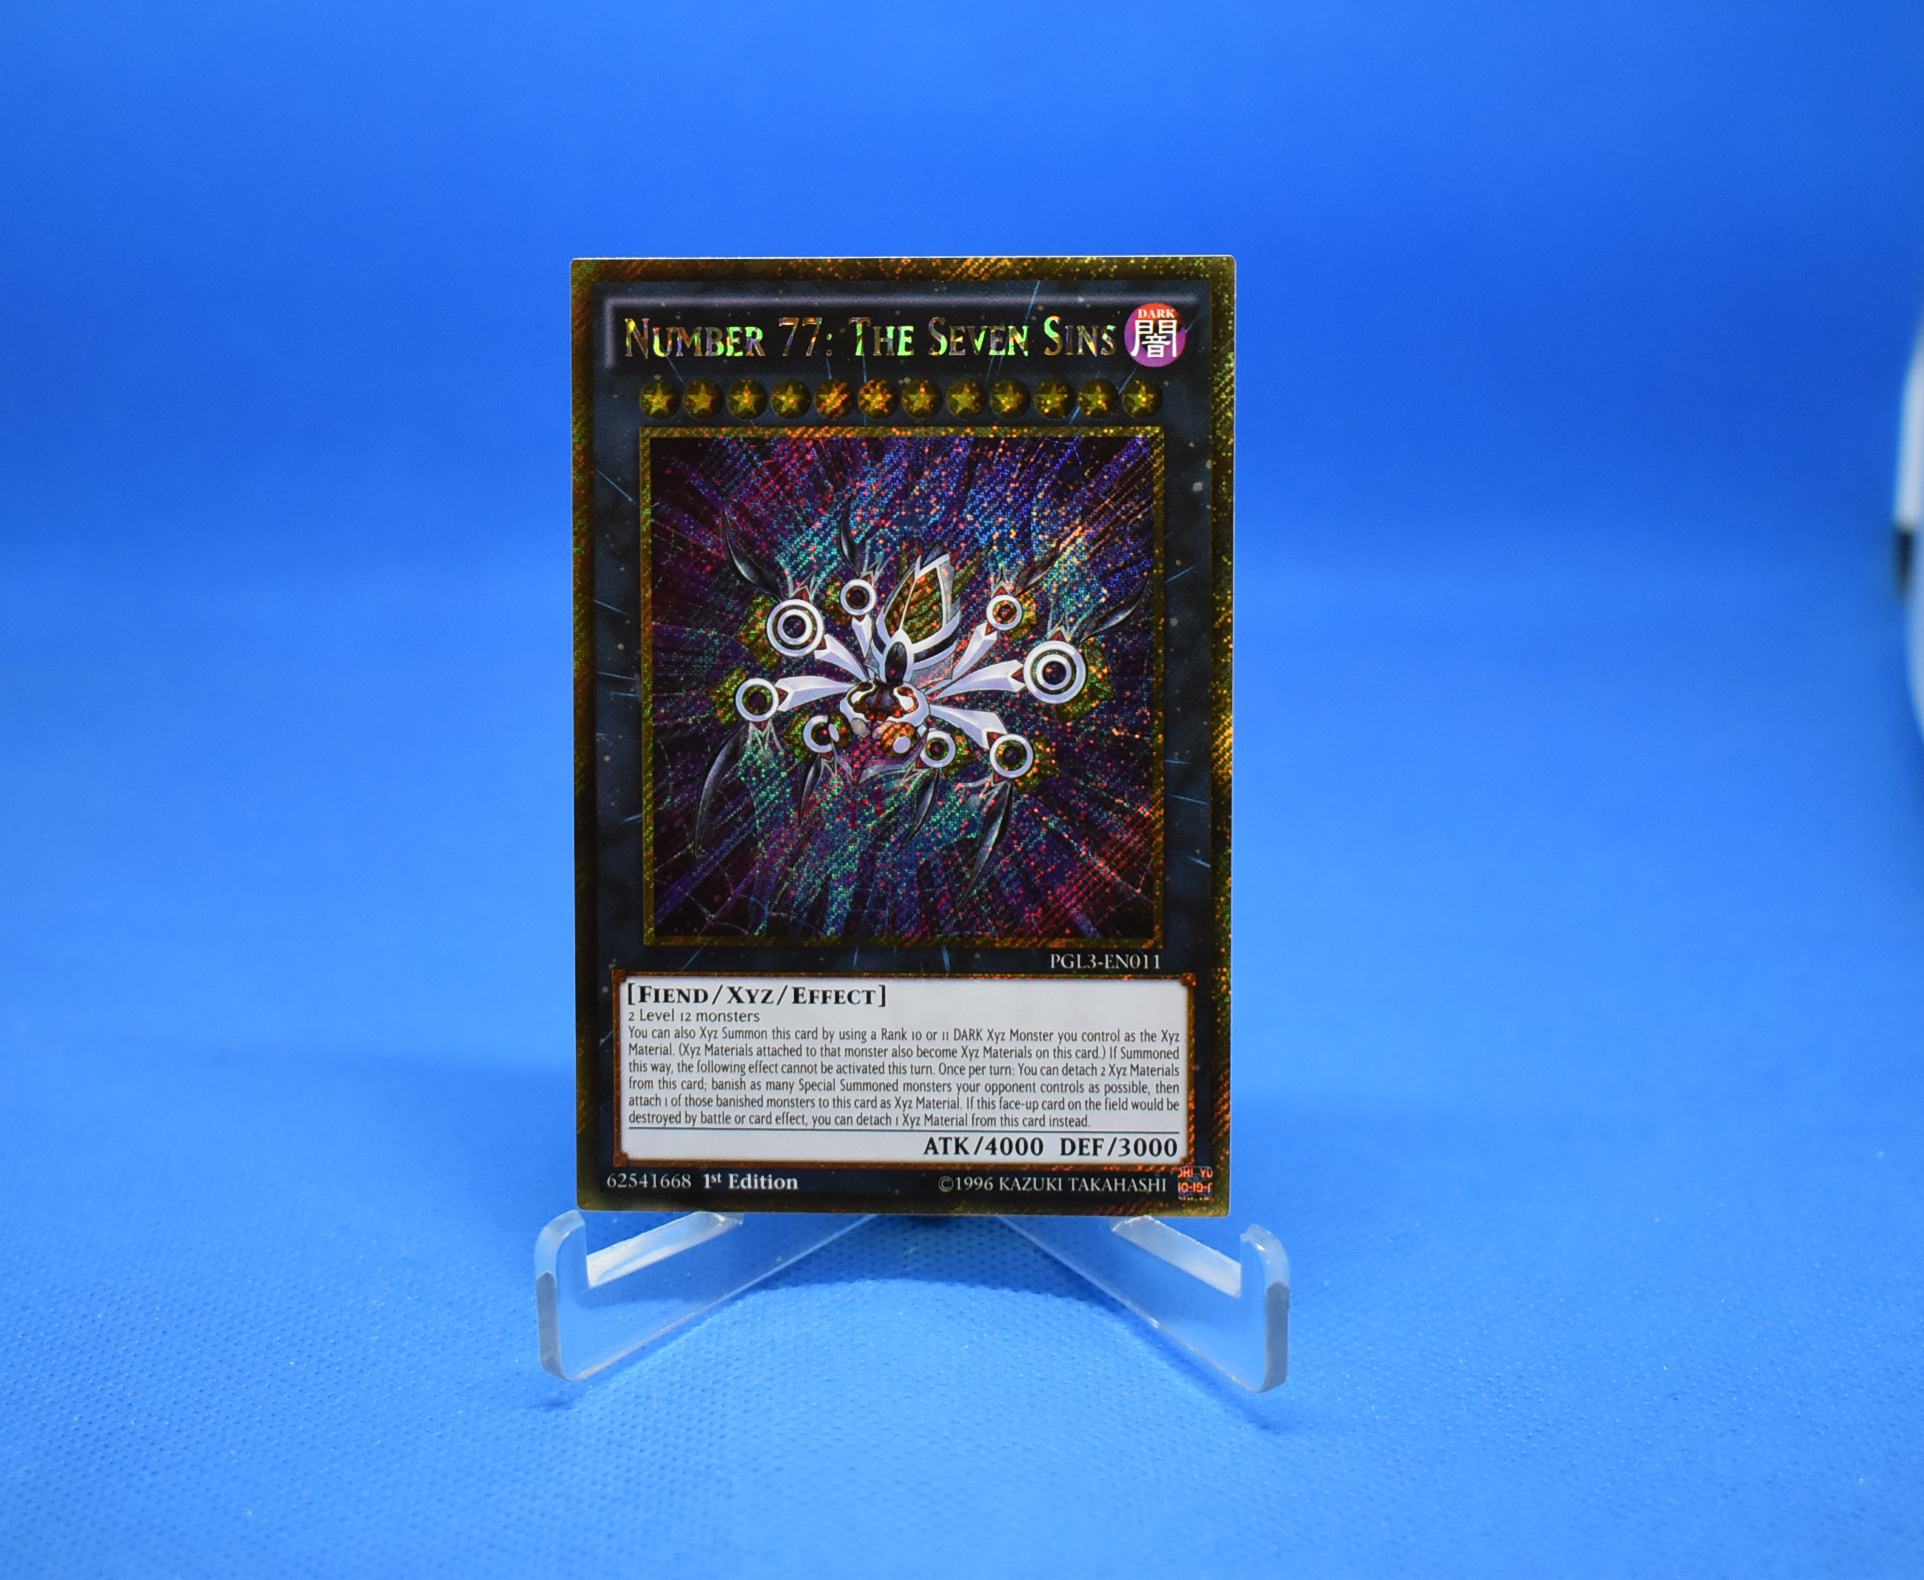 NUMBER 77: THE SEVEN SINS
DARK
闇
PGL3-EN011
[FIEND/XYZ/EFFECT]
2 Level 12 monsters
You can also Xyz Summon this card by using a Rank 10 or 11 DARK Xyz Monster you control as the Xyz
Material. (Xyz Materials attached to that monster also become Xyz Materials on this card.) If Summoned
this way, the following effect cannot be activated this turn. Once per turn: You can detach 2 Xyz Materials
from this card; banish as many Special Summoned monsters your opponent controls as possible, then
attach 1 of those banished monsters to this card as Xyz Material. If this face-up card on the field would be
destroyed by battle or card effect, you can detach 1 Xyz Material from this card instead.
ATK/4000 DEF/3000
62541668 1st Edition
©1996 KAZUKI TAKAHASHI